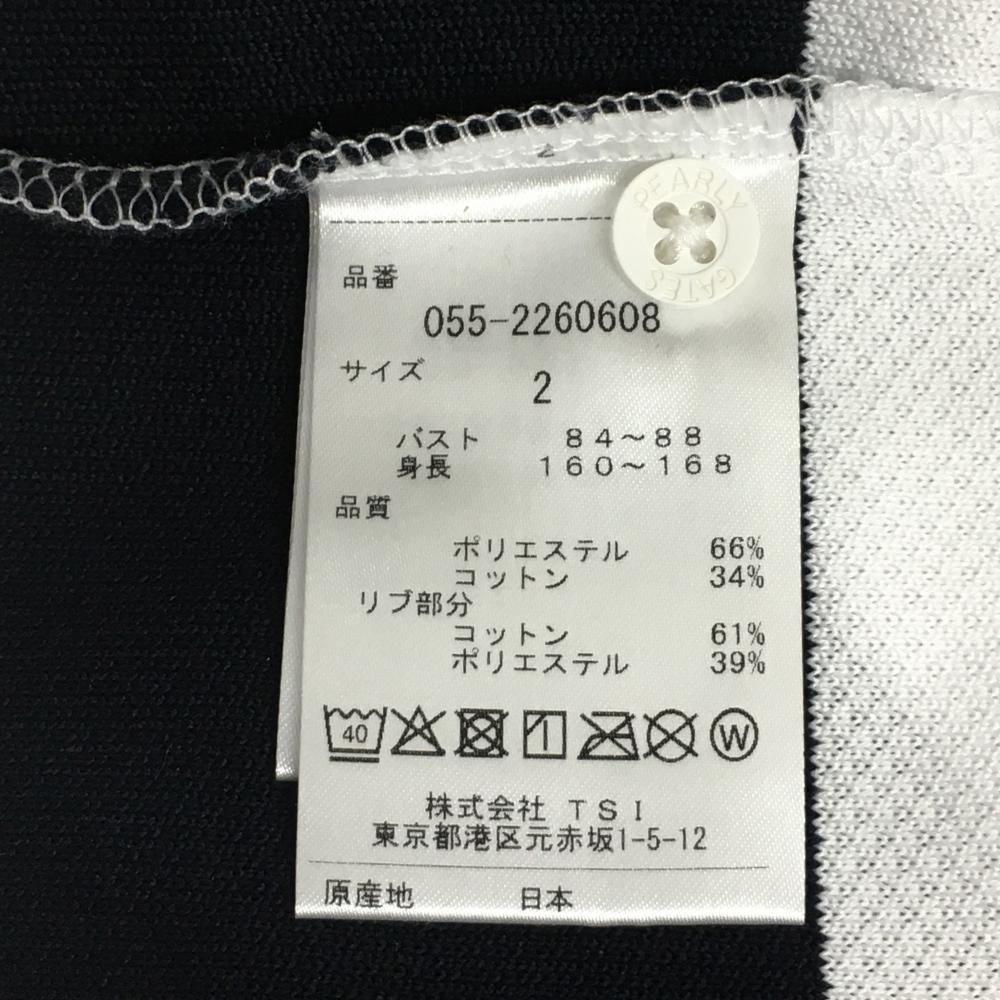 2
PEARLY
GATES
品番
055-2260608
サイズ
2
バスト 84～88
身長 160～168
品質
ポリエステル 66%
コットン 34%
リブ部分
コットン 61%
ポリエステル 39%
40
W
株式会社 TSI
東京都港区元赤坂1-5-12
原産地 日本